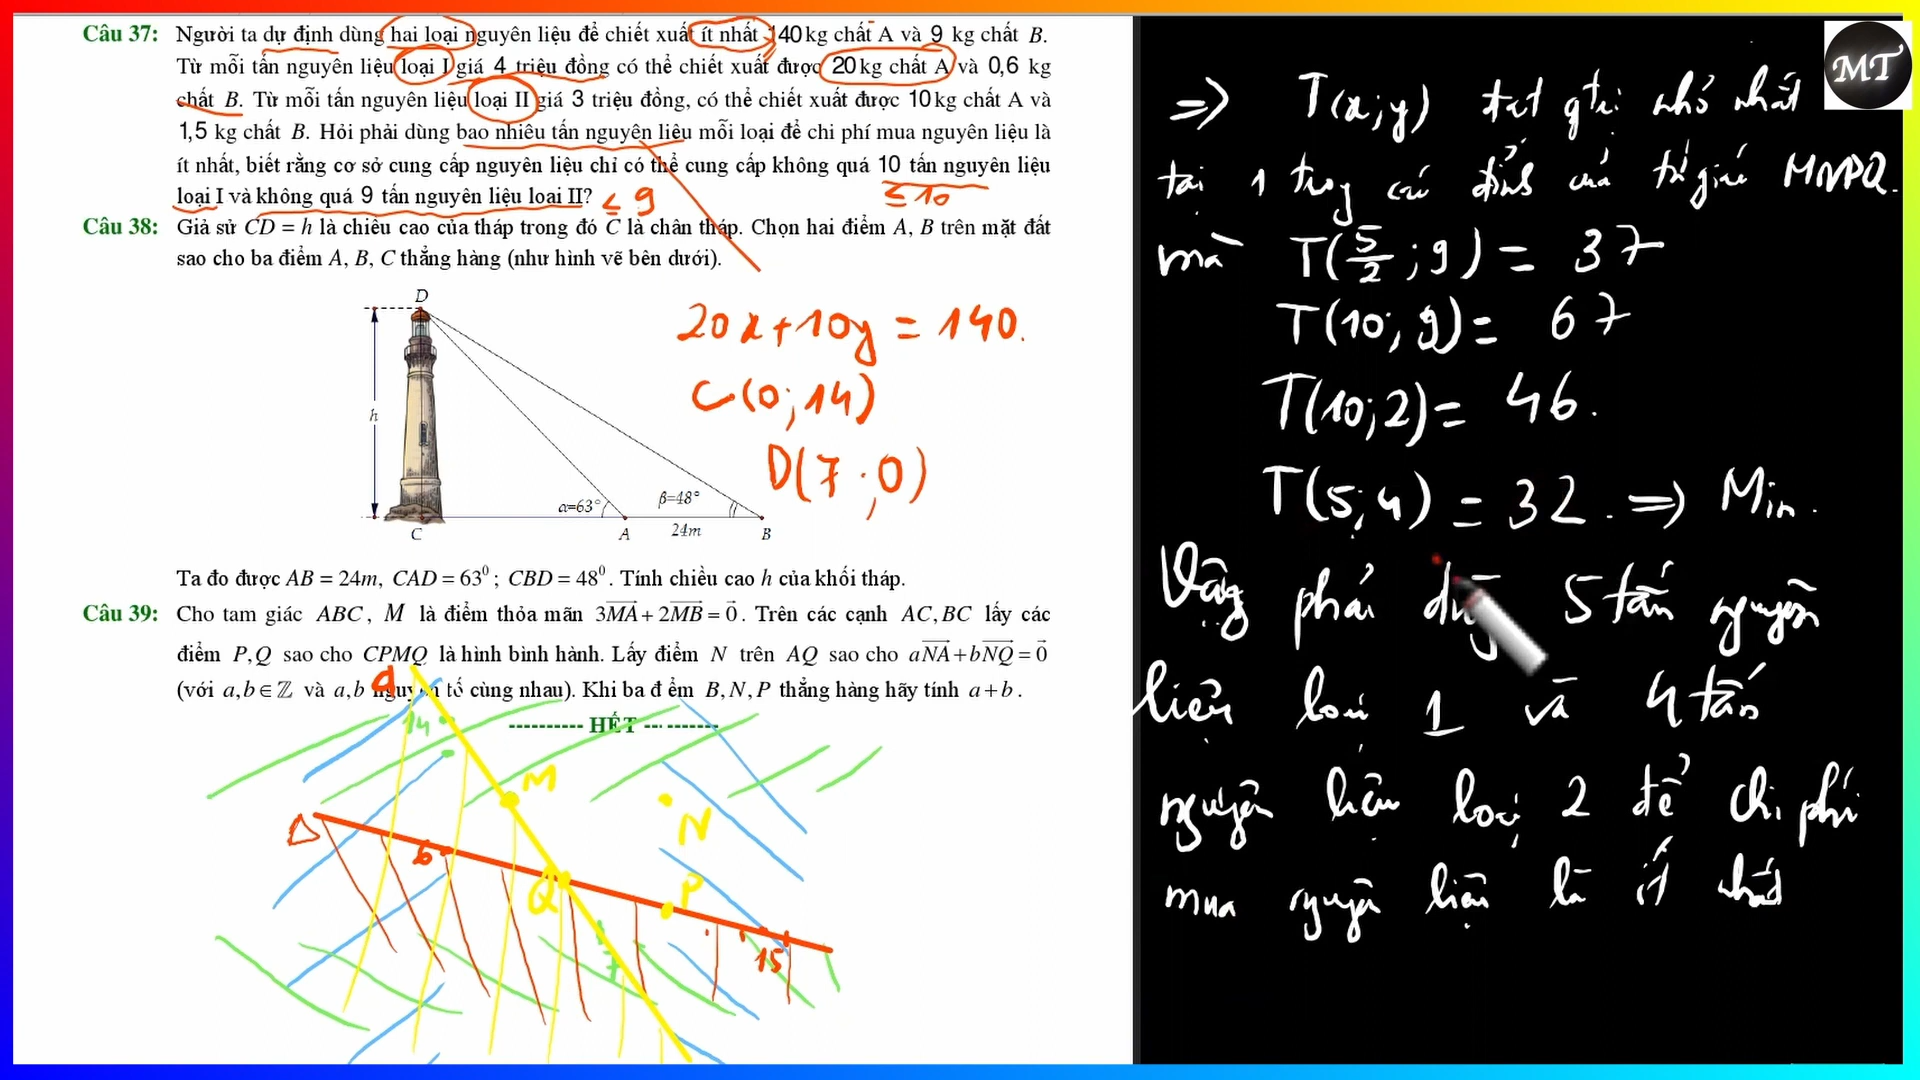 Câu 37: Người ta dự định dùng hai loại nguyên liệu để chiết xuất ít nhất 140kg chất A và 9 kg chất B.
Từ mỗi tấn nguyên liệu loại I giá 4 triệu đồng có thể chiết xuất được 20kg chất A và 0,6 kg
chất B. Từ mỗi tấn nguyên liệu loại II giá 3 triệu đồng, có thể chiết xuất được 10kg chất A và
1,5 kg chất B. Hỏi phải dùng bao nhiêu tấn nguyên liệu mỗi loại để chi phí mua nguyên liệu là
ít nhất, biết rằng cơ sở cung cấp nguyên liệu chỉ có thể cung cấp không quá 10 tấn nguyên liệu
loại I và không quá 9 tấn nguyên liệu loại II?
≤ 9
≤ 10
Câu 38: Giả sử CD = h là chiều cao của tháp trong đó C là chân tháp. Chọn hai điểm A, B trên mặt đất
sao cho ba điểm A, B, C thẳng hàng (như hình vẽ bên dưới).
D
h
α=63°
β=48°
C
A
24m
B
20x+10y = 140.
C(0;14)
D(7;0)
Ta đo được AB = 24m, CAD = 63⁰; CBD = 48⁰. Tính chiều cao h của khối tháp.
Câu 39: Cho tam giác ABC, M là điểm thỏa mãn 3MA + 2MB = 0. Trên các cạnh AC, BC lấy các
điểm P,Q sao cho CPMQ là hình bình hành. Lấy điểm N trên AQ sao cho aNA + bNQ = 0
(với a,b∈ℤ và a,b nguyên tố cùng nhau). Khi ba điểm B, N, P thẳng hàng hãy tính a+b.
---------- HẾT ----------
d
14
M
N
Δ
6
Q
P
7
15
MT
=> T(x;y) đạt gtrị nhỏ nhất
tại 1 trong các đỉnh của tứ giác MNPQ.
mà T(5/2;9) = 37
T(10;9) = 67
T(10;2) = 46.
T(5;4) = 32. => Min.
Vậy phải dùng 5 tấn nguyên
liệu loại 1 và 4 tấn
nguyên liệu loại 2 để chi phí
mua nguyên liệu là ít nhất